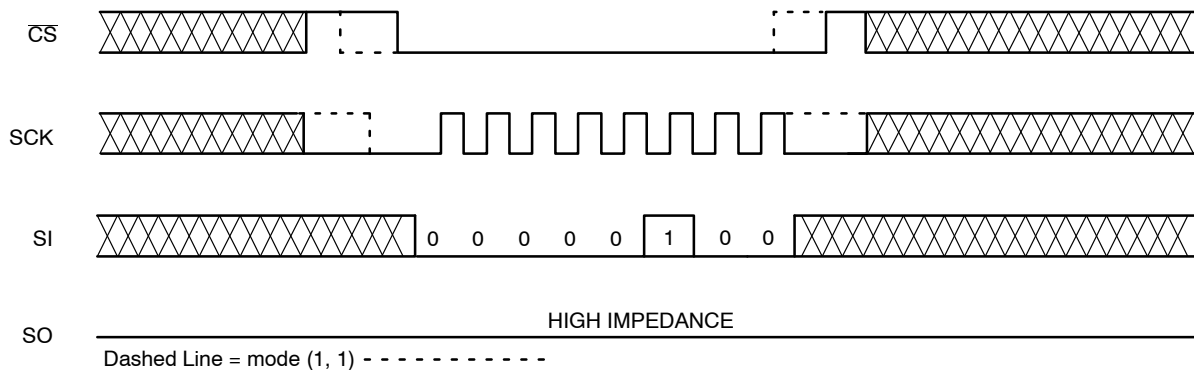 CS
SCK
SI
0 0 0 0 0 1 0 0
SO
HIGH IMPEDANCE
Dashed Line = mode (1, 1)